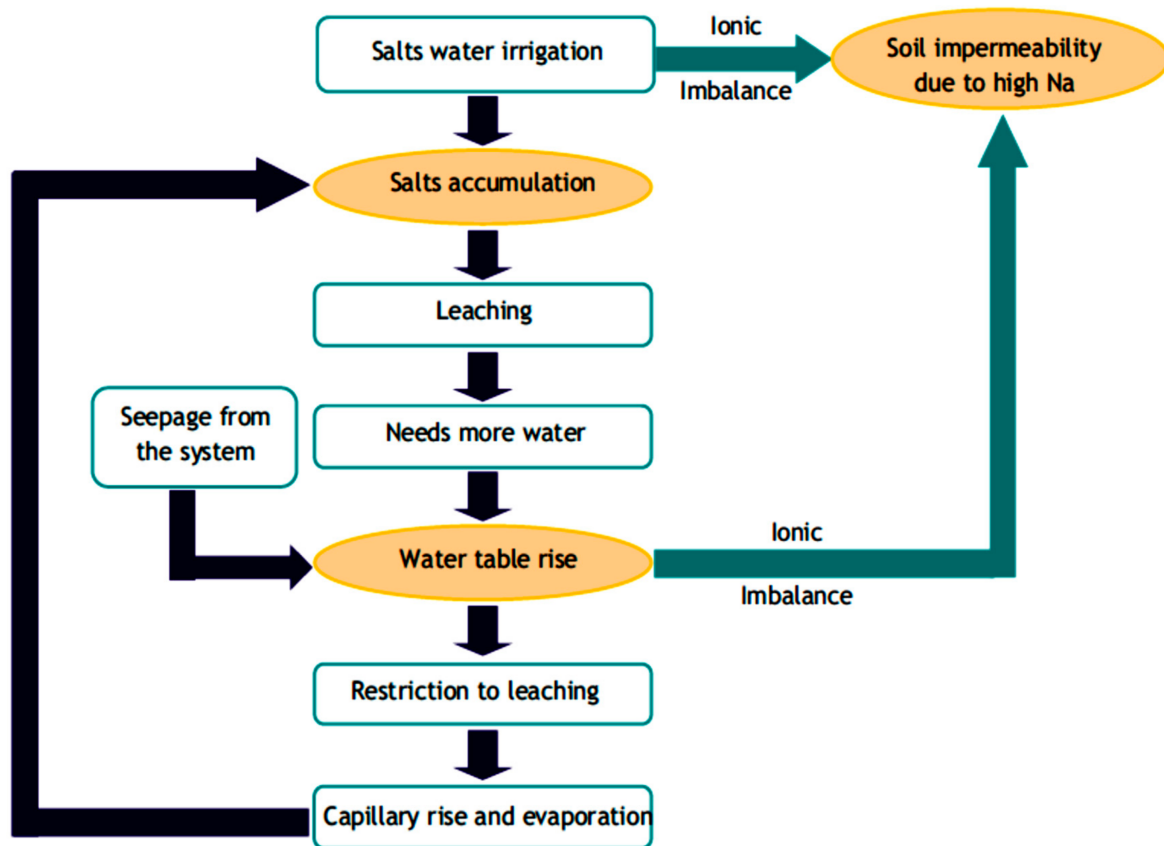 Salts water irrigation
Ionic
Imbalance
Soil impermeability
due to high Na
Salts accumulation
Leaching
Seepage from
the system
Needs more water
Water table rise
Ionic
Imbalance
Restriction to leaching
Capillary rise and evaporation